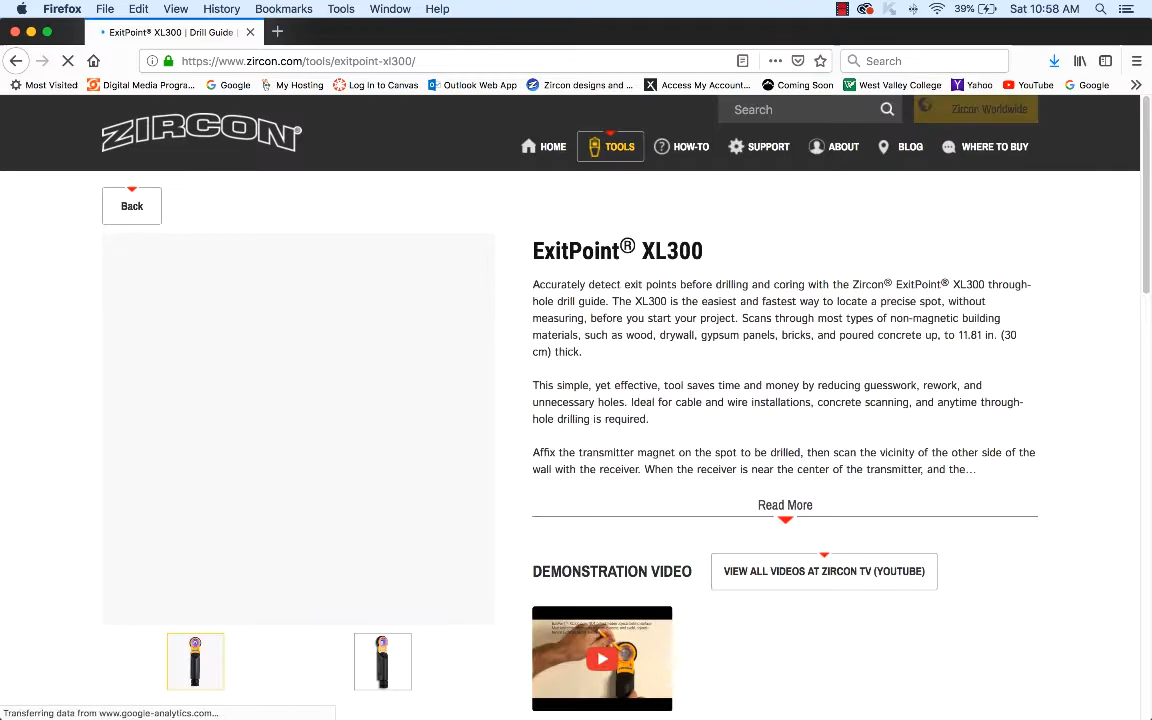 Firefox File Edit View History Bookmarks Tools Window Help 39% Sat 10:58 AM
ExitPoint® XL300 | Drill Guide
https://www.zircon.com/tools/exitpoint-xl300/ Search
Most Visited Digital Media Progra... Google My Hosting Log In to Canvas Outlook Web App Zircon designs and ... Access My Account... Coming Soon West Valley College Yahoo YouTube Google
Search Zircon Worldwide
ZIRCON®
HOME TOOLS HOW-TO SUPPORT ABOUT BLOG WHERE TO BUY
Back
ExitPoint® XL300
Accurately detect exit points before drilling and coring with the Zircon® ExitPoint® XL300 through-
hole drill guide. The XL300 is the easiest and fastest way to locate a precise spot, without
measuring, before you start your project. Scans through most types of non-magnetic building
materials, such as wood, drywall, gypsum panels, bricks, and poured concrete up, to 11.81 in. (30
cm) thick.
This simple, yet effective, tool saves time and money by reducing guesswork, rework, and
unnecessary holes. Ideal for cable and wire installations, concrete scanning, and anytime through-
hole drilling is required.
Affix the transmitter magnet on the spot to be drilled, then scan the vicinity of the other side of the
wall with the receiver. When the receiver is near the center of the transmitter, and the…
Read More
DEMONSTRATION VIDEO VIEW ALL VIDEOS AT ZIRCON TV (YOUTUBE)
Transferring data from www.google-analytics.com...